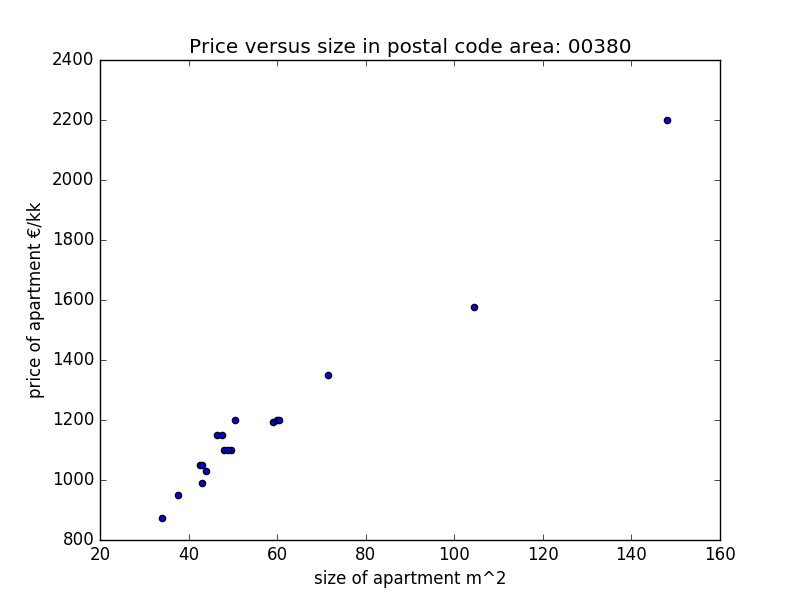 Price versus size in postal code area: 00380
2400
2200
2000
1800
1600
1400
1200
1000
800
price of apartment €/kk
20 40 60 80 100 120 140 160
size of apartment m^2